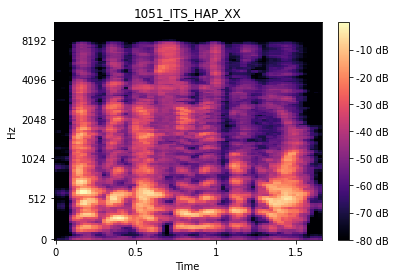 1051_ITS_HAP_XX
8192
4096
2048
1024
512
0
Hz
0
0.5
1
1.5
Time
-10 dB
-20 dB
-30 dB
-40 dB
-50 dB
-60 dB
-70 dB
-80 dB